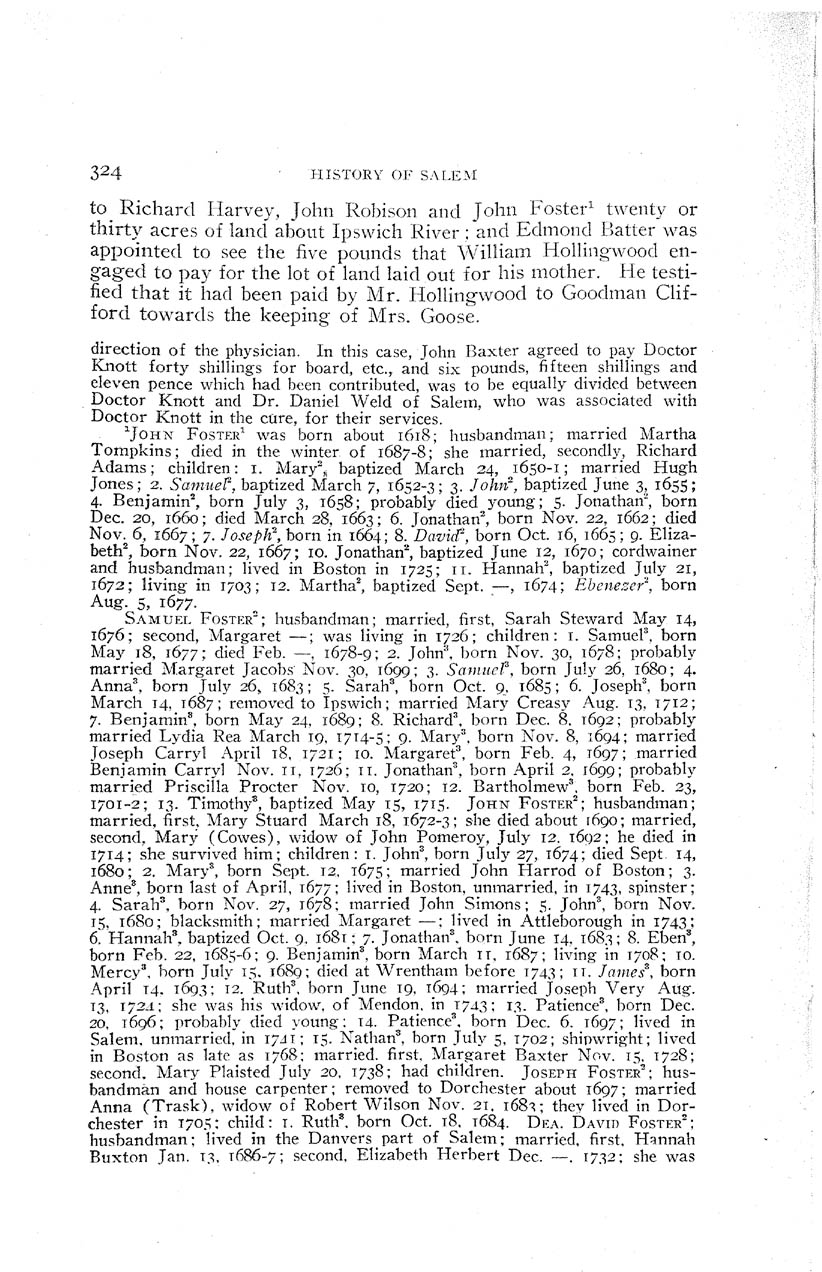 324 HISTORY OF SALEM
to Richard Harvey, John Robison and John Foster¹ twenty or
thirty acres of land about Ipswich River; and Edmond Batter was
appointed to see the five pounds that William Hollingwood en-
gaged to pay for the lot of land laid out for his mother. He testi-
fied that it had been paid by Mr. Hollingwood to Goodman Clif-
ford towards the keeping of Mrs. Goose.
direction of the physician. In this case, John Baxter agreed to pay Doctor
Knott forty shillings for board, etc., and six pounds, fifteen shillings and
eleven pence which had been contributed, was to be equally divided between
Doctor Knott and Dr. Daniel Weld of Salem, who was associated with
Doctor Knott in the cure, for their services.
¹JOHN FOSTER¹ was born about 1618; husbandman; married Martha
Tompkins; died in the winter of 1687-8; she married, secondly, Richard
Adams; children: 1. Mary², baptized March 24, 1650-1; married Hugh
Jones; 2. Samuel², baptized March 7, 1652-3; 3. John², baptized June 3, 1655;
4. Benjamin², born July 3, 1658; probably died young; 5. Jonathan², born
Dec. 20, 1660; died March 28, 1663; 6. Jonathan², born Nov. 22, 1662; died
Nov. 6, 1667; 7. Joseph², born in 1664; 8. David², born Oct. 16, 1665; 9. Eliza-
beth², born Nov. 22, 1667; 10. Jonathan², baptized June 12, 1670; cordwainer
and husbandman; lived in Boston in 1725; 11. Hannah², baptized July 21,
1672; living in 1703; 12. Martha², baptized Sept. —, 1674; Ebenezer², born
Aug. 5, 1677.
SAMUEL FOSTER²; husbandman; married, first, Sarah Steward May 14,
1676; second, Margaret —; was living in 1726; children: 1. Samuel³, born
May 18, 1677; died Feb. —, 1678-9; 2. John³, born Nov. 30, 1678; probably
married Margaret Jacobs Nov. 30, 1699; 3. Samuel³, born July 26, 1680; 4.
Anna³, born July 26, 1683; 5. Sarah³, born Oct. 9, 1685; 6. Joseph³, born
March 14, 1687; removed to Ipswich; married Mary Creasy Aug. 13, 1712;
7. Benjamin³, born May 24, 1689; 8. Richard³, born Dec. 8, 1692; probably
married Lydia Rea March 19, 1714-5; 9. Mary³, born Nov. 8, 1694; married
Joseph Carryl April 18, 1721; 10. Margaret³, born Feb. 4, 1697; married
Benjamin Carryl Nov. 11, 1726; 11. Jonathan³, born April 2, 1699; probably
married Priscilla Procter Nov. 10, 1720; 12. Bartholmew³, born Feb. 23,
1701-2; 13. Timothy³, baptized May 15, 1715. JOHN FOSTER²; husbandman;
married, first, Mary Stuard March 18, 1672-3; she died about 1690; married,
second, Mary (Cowes), widow of John Pomeroy, July 12, 1692; he died in
1714; she survived him; children: 1. John³, born July 27, 1674; died Sept. 14,
1680; 2. Mary³, born Sept. 12, 1675; married John Harrod of Boston; 3.
Anne³, born last of April, 1677; lived in Boston, unmarried, in 1743, spinster;
4. Sarah³, born Nov. 27, 1678; married John Simons; 5. John³, born Nov.
15, 1680; blacksmith; married Margaret —; lived in Attleborough in 1743;
6. Hannah³, baptized Oct. 9, 1681; 7. Jonathan³, born June 14, 1683; 8. Eben³,
born Feb. 22, 1685-6; 9. Benjamin³, born March 11, 1687; living in 1708; 10.
Mercy³, born July 15, 1689; died at Wrentham before 1743; 11. James³, born
April 14, 1693; 12. Ruth³, born June 19, 1694; married Joseph Very Aug.
13, 1724; she was his widow, of Mendon, in 1743; 13. Patience³, born Dec.
20, 1696; probably died young; 14. Patience³, born Dec. 6, 1697; lived in
Salem, unmarried, in 1741; 15. Nathan³, born July 5, 1702; shipwright; lived
in Boston as late as 1768; married, first, Margaret Baxter Nov. 15, 1728;
second, Mary Plaisted July 20, 1738; had children. JOSEPH FOSTER²; hus-
bandman and house carpenter; removed to Dorchester about 1697; married
Anna (Trask), widow of Robert Wilson Nov. 21, 1683; they lived in Dor-
chester in 1705; child: 1. Ruth³, born Oct. 18, 1684. DEA. DAVID FOSTER²;
husbandman; lived in the Danvers part of Salem; married, first, Hannah
Buxton Jan. 13, 1686-7; second, Elizabeth Herbert Dec. —, 1732; she was